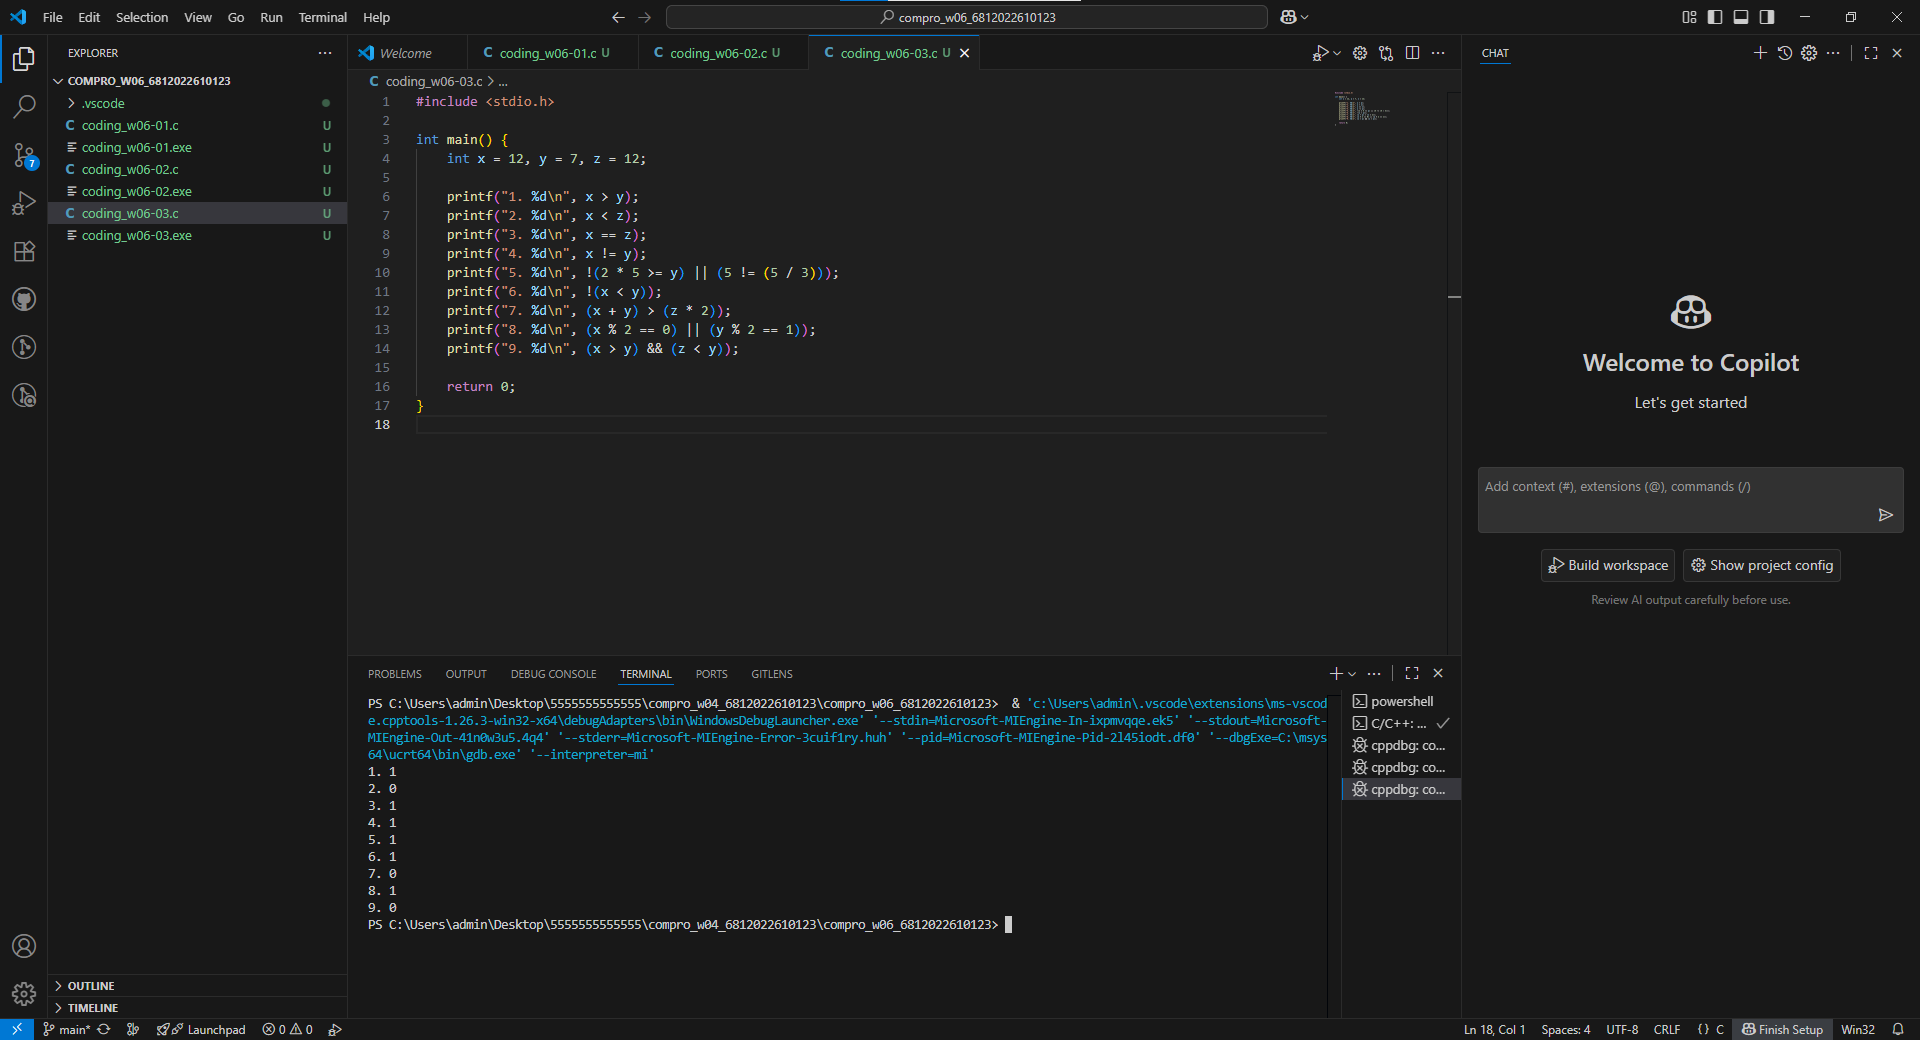 File Edit Selection View Go Run Terminal Help
compro_w06_6812022610123
EXPLORER
COMPRO_W06_6812022610123
.vscode
coding_w06-01.c U
coding_w06-01.exe U
coding_w06-02.c U
coding_w06-02.exe U
coding_w06-03.c U
coding_w06-03.exe U
7
OUTLINE
TIMELINE
Welcome
coding_w06-01.c U
coding_w06-02.c U
coding_w06-03.c U
coding_w06-03.c > ...
1 #include <stdio.h>
2
3 int main() {
4 int x = 12, y = 7, z = 12;
5
6 printf("1. %d\n", x > y);
7 printf("2. %d\n", x < z);
8 printf("3. %d\n", x == z);
9 printf("4. %d\n", x != y);
10 printf("5. %d\n", !(2 * 5 >= y) || (5 != (5 / 3)));
11 printf("6. %d\n", !(x < y));
12 printf("7. %d\n", (x + y) > (z * 2));
13 printf("8. %d\n", (x % 2 == 0) || (y % 2 == 1));
14 printf("9. %d\n", (x > y) && (z < y));
15
16 return 0;
17 }
18
PROBLEMS OUTPUT DEBUG CONSOLE TERMINAL PORTS GITLENS
PS C:\Users\admin\Desktop\5555555555555\compro_w04_6812022610123\compro_w06_6812022610123> & 'c:\Users\admin\.vscode\extensions\ms-vscod
e.cpptools-1.26.3-win32-x64\debugAdapters\bin\WindowsDebugLauncher.exe' '--stdin=Microsoft-MIEngine-In-ixpmvqqe.ek5' '--stdout=Microsoft-
MIEngine-Out-41n0w3u5.4q4' '--stderr=Microsoft-MIEngine-Error-3cuif1ry.huh' '--pid=Microsoft-MIEngine-Pid-2l45iodt.df0' '--dbgExe=C:\msys
64\ucrt64\bin\gdb.exe' '--interpreter=mi'
1. 1
2. 0
3. 1
4. 1
5. 1
6. 1
7. 0
8. 1
9. 0
PS C:\Users\admin\Desktop\5555555555555\compro_w04_6812022610123\compro_w06_6812022610123>
powershell
C/C++: ...
cppdbg: co...
cppdbg: co...
cppdbg: co...
CHAT
Welcome to Copilot
Let's get started
Add context (#), extensions (@), commands (/)
Build workspace
Show project config
Review AI output carefully before use.
main* Launchpad 0 0
Ln 18, Col 1 Spaces: 4 UTF-8 CRLF {} C Finish Setup Win32